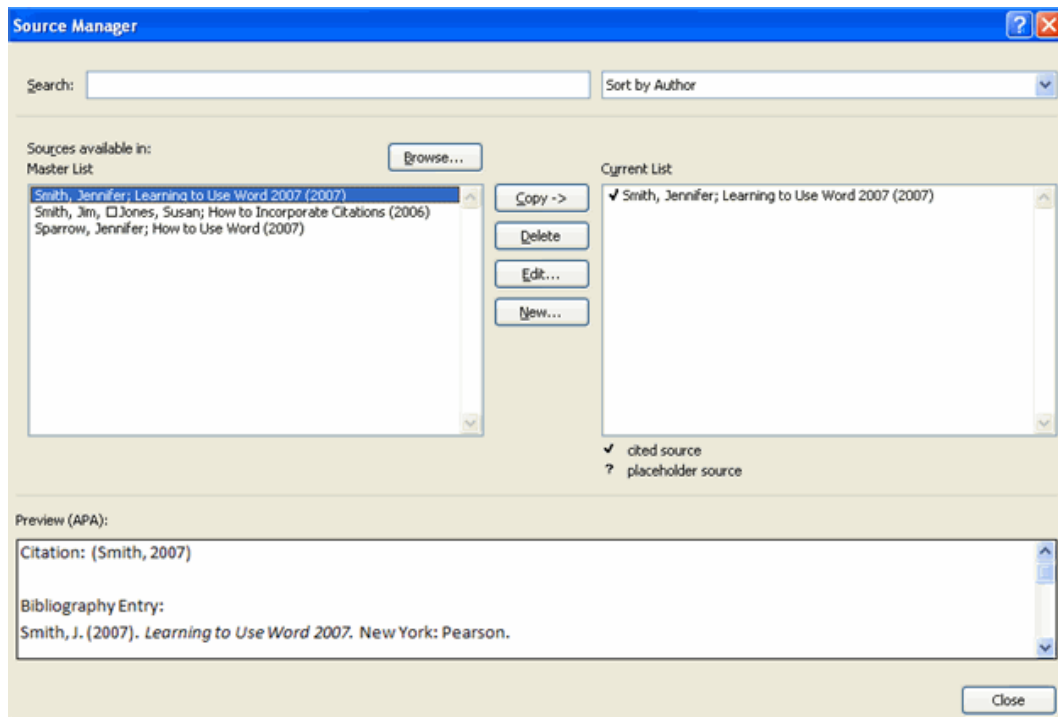 Source Manager
Search:
Sort by Author
Sources available in:
Master List
Browse...
Current List
Smith, Jennifer; Learning to Use Word 2007 (2007)
Smith, Jim, □Jones, Susan; How to Incorporate Citations (2006)
Sparrow, Jennifer; How to Use Word (2007)
Copy ->
Delete
Edit...
New...
✓ Smith, Jennifer; Learning to Use Word 2007 (2007)
✓ cited source
? placeholder source
Preview (APA):
Citation: (Smith, 2007)
Bibliography Entry:
Smith, J. (2007). Learning to Use Word 2007. New York: Pearson.
Close